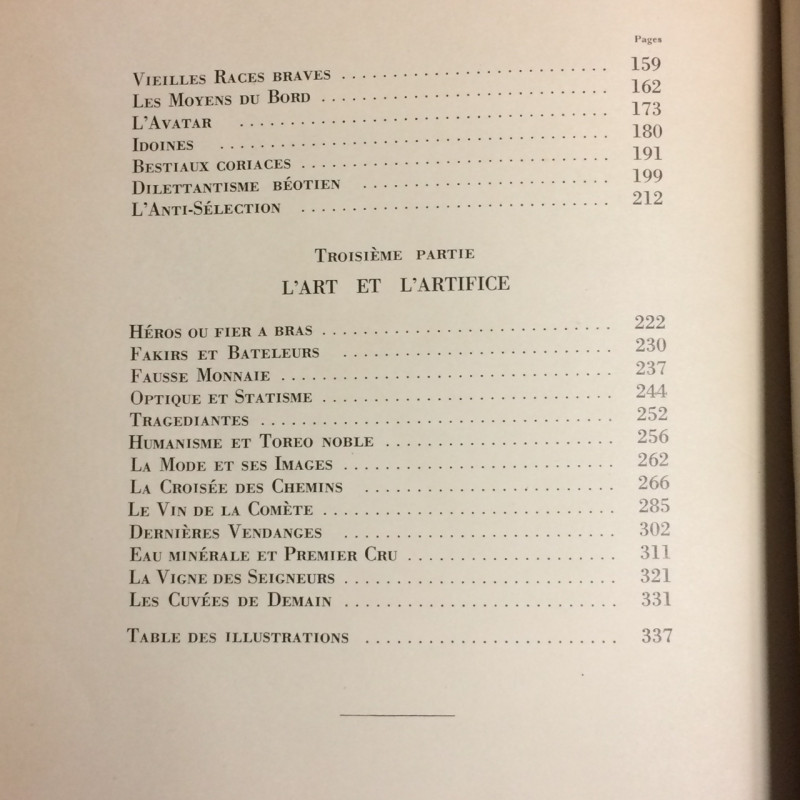 Pages
Vieilles Races braves . . . . . . . . . . . . . . . . . . . . . 159
Les Moyens du Bord . . . . . . . . . . . . . . . . . . . . . . 162
L'Avatar . . . . . . . . . . . . . . . . . . . . . . . . . . . . 173
Idoines . . . . . . . . . . . . . . . . . . . . . . . . . . . . . . 180
Bestiaux coriaces . . . . . . . . . . . . . . . . . . . . . . . . 191
Dilettantisme béotien . . . . . . . . . . . . . . . . . . . 199
L'Anti-Sélection . . . . . . . . . . . . . . . . . . . . . . . . 212
Troisième partie
L'ART ET L'ARTIFICE
Héros ou fier a bras . . . . . . . . . . . . . . . . . . . . . . 222
Fakirs et Bateleurs . . . . . . . . . . . . . . . . . . . . . 230
Fausse Monnaie . . . . . . . . . . . . . . . . . . . . . . . . . 237
Optique et Statisme . . . . . . . . . . . . . . . . . . . . . . . 244
Tragediantes . . . . . . . . . . . . . . . . . . . . . . . . . . . 252
Humanisme et Toreo noble . . . . . . . . . . . . . . . . . . 256
La Mode et ses Images . . . . . . . . . . . . . . . . . . . . . 262
La Croisée des Chemins . . . . . . . . . . . . . . . . . . . 266
Le Vin de la Comète . . . . . . . . . . . . . . . . . . . . . . . 285
Dernières Vendanges . . . . . . . . . . . . . . . . . . . . . 302
Eau minérale et Premier Cru . . . . . . . . . . . . . . . . 311
La Vigne des Seigneurs . . . . . . . . . . . . . . . . . . . . . 321
Les Cuvées de Demain . . . . . . . . . . . . . . . . . . . . . 331
Table des illustrations . . . . . . . . . . . . . . . . . . . 337